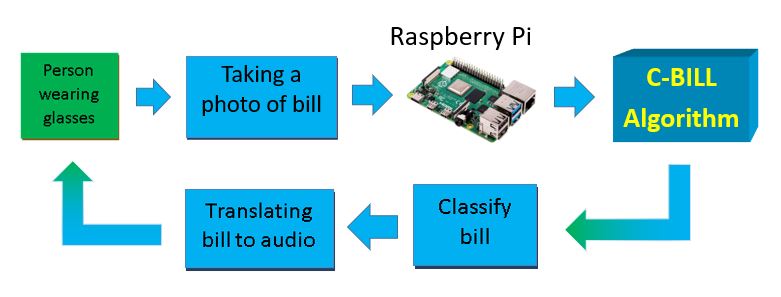 Person
wearing
glasses
Taking a
photo of bill
Raspberry Pi
C-BILL
Algorithm
Classify
bill
Translating
bill to audio